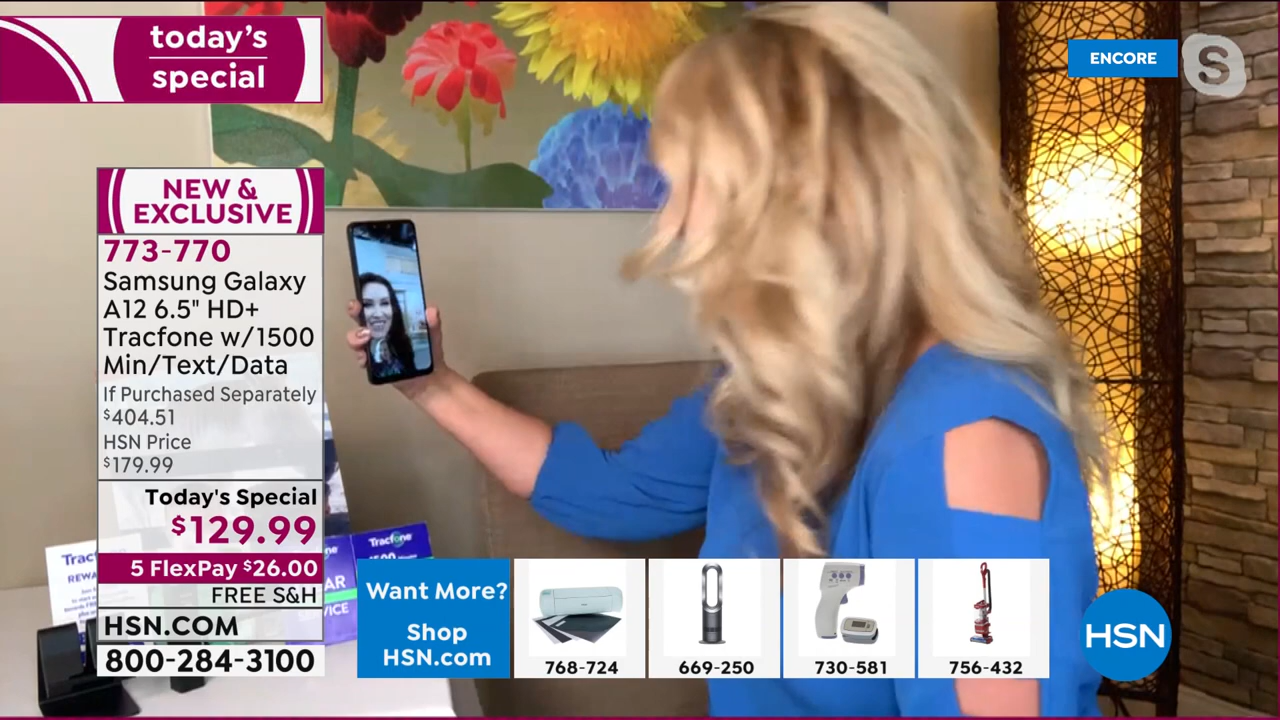 today's
special
ENCORE
S
NEW &
EXCLUSIVE
773-770
Samsung Galaxy
A12 6.5" HD+
Tracfone w/1500
Min/Text/Data
If Purchased Separately
$404.51
HSN Price
$179.99
Today's Special
$129.99
5 FlexPay $26.00
FREE S&H
HSN.COM
800-284-3100
Tracfone
Want More?
Shop
HSN.com
768-724
669-250
730-581
756-432
HSN